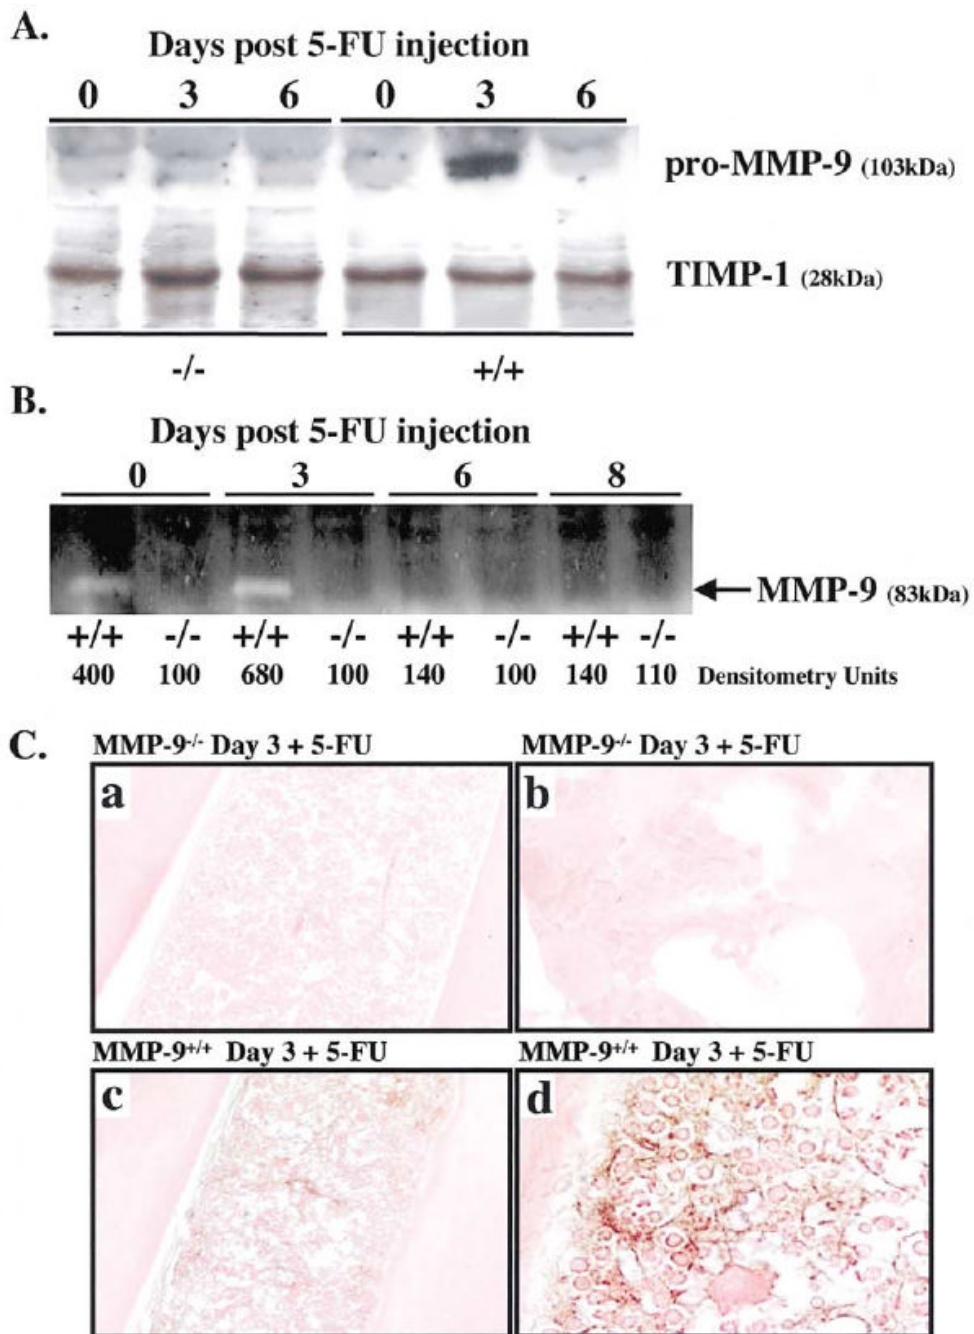 A.
Days post 5-FU injection
0 3 6 0 3 6
pro-MMP-9 (103kDa)
TIMP-1 (28kDa)
-/- +/+
B.
Days post 5-FU injection
0 3 6 8
MMP-9 (83kDa)
+/+ -/- +/+ -/- +/+ -/- +/+ -/-
400 100 680 100 140 100 140 110 Densitometry Units
C.
MMP-9-/- Day 3 + 5-FU MMP-9-/- Day 3 + 5-FU
a b
MMP-9+/+ Day 3 + 5-FU MMP-9+/+ Day 3 + 5-FU
c d